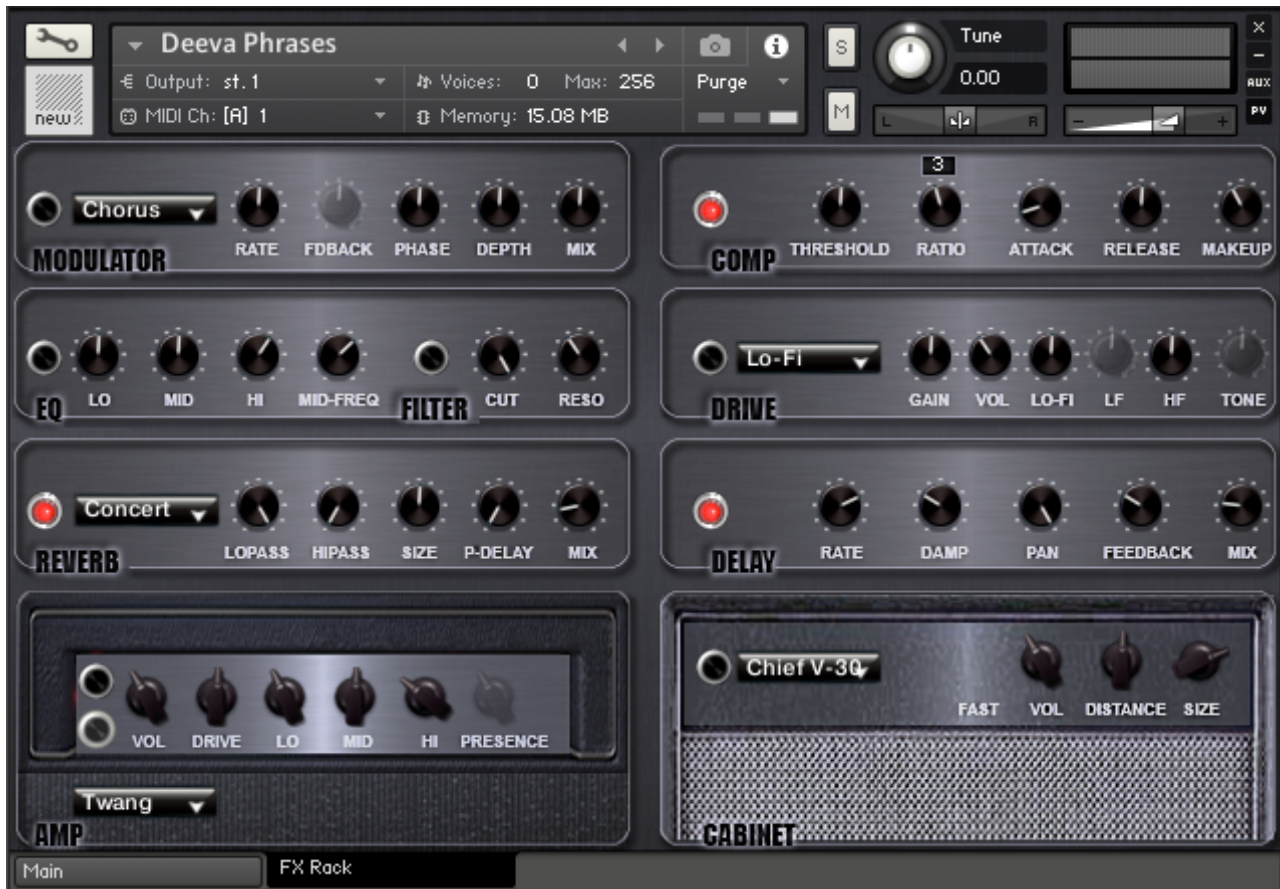 Deeva Phrases
Output: st. 1
Voices: 0 Max: 256
Purge
MIDI Ch: [A] 1
Memory: 15.08 MB
new
S
M
Tune
0.00
L
R
-
+
X
-
AUX
PV
Chorus
RATE FDBACK PHASE DEPTH MIX
MODULATOR
3
THRESHOLD RATIO ATTACK RELEASE MAKEUP
COMP
LO MID HI MID-FREQ CUT RESO
EQ FILTER
Lo-Fi
GAIN VOL LO-FI LF HF TONE
DRIVE
Concert
LOPASS HIPASS SIZE P-DELAY MIX
REVERB
RATE DAMP PAN FEEDBACK MIX
DELAY
VOL DRIVE LO MID HI PRESENCE
Twang
AMP
Chief V-30
FAST VOL DISTANCE SIZE
CABINET
Main
FX Rack